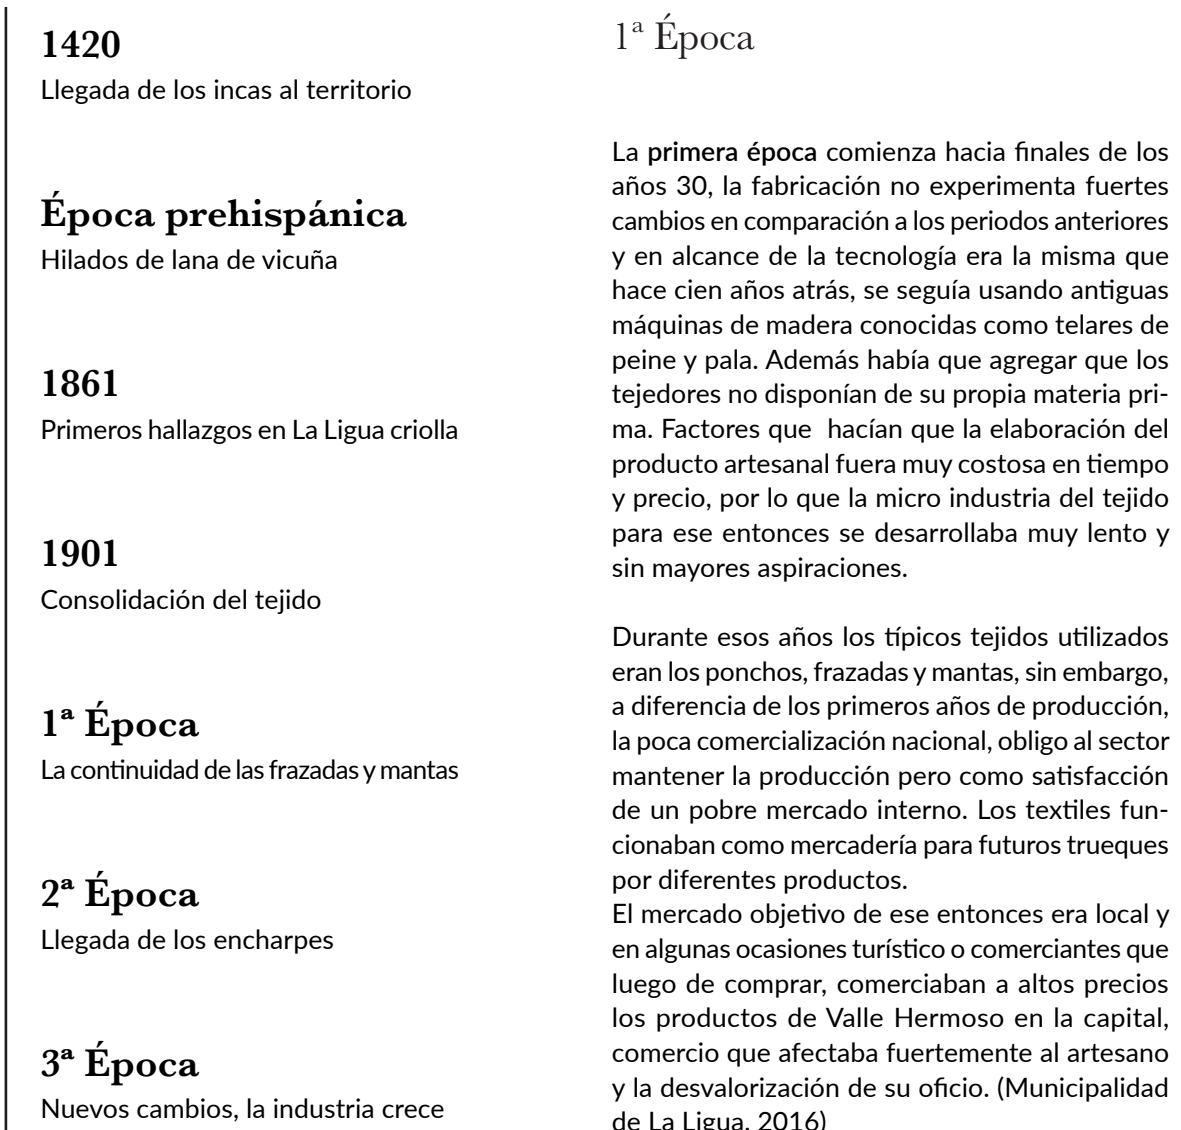 1420
Llegada de los incas al territorio
Época prehispánica
Hilados de lana de vicuña
1861
Primeros hallazgos en La Ligua criolla
1901
Consolidación del tejido
1ª Época
La continuidad de las frazadas y mantas
2ª Época
Llegada de los encharpes
3ª Época
Nuevos cambios, la industria crece
1ª Época
La primera época comienza hacia finales de los
años 30, la fabricación no experimenta fuertes
cambios en comparación a los periodos anteriores
y en alcance de la tecnología era la misma que
hace cien años atrás, se seguía usando antiguas
máquinas de madera conocidas como telares de
peine y pala. Además había que agregar que los
tejedores no disponían de su propia materia pri-
ma. Factores que  hacían que la elaboración del
producto artesanal fuera muy costosa en tiempo
y precio, por lo que la micro industria del tejido
para ese entonces se desarrollaba muy lento y
sin mayores aspiraciones.
Durante esos años los típicos tejidos utilizados
eran los ponchos, frazadas y mantas, sin embargo,
a diferencia de los primeros años de producción,
la poca comercialización nacional, obligo al sector
mantener la producción pero como satisfacción
de un pobre mercado interno. Los textiles fun-
cionaban como mercadería para futuros trueques
por diferentes productos.
El mercado objetivo de ese entonces era local y
en algunas ocasiones turístico o comerciantes que
luego de comprar, comerciaban a altos precios
los productos de Valle Hermoso en la capital,
comercio que afectaba fuertemente al artesano
y la desvalorización de su oficio. (Municipalidad
de La Ligua, 2016)